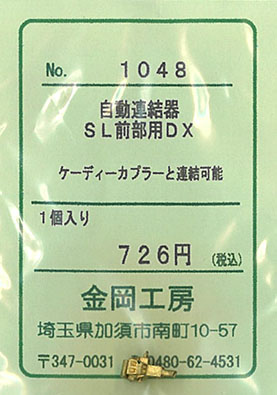 No. 1048
自動連結器
SL前部用DX
ケーディーカプラーと連結可能
1個入り
726円 (税込)
金岡工房
埼玉県加須市南町10-57
〒347-0031 0480-62-4531